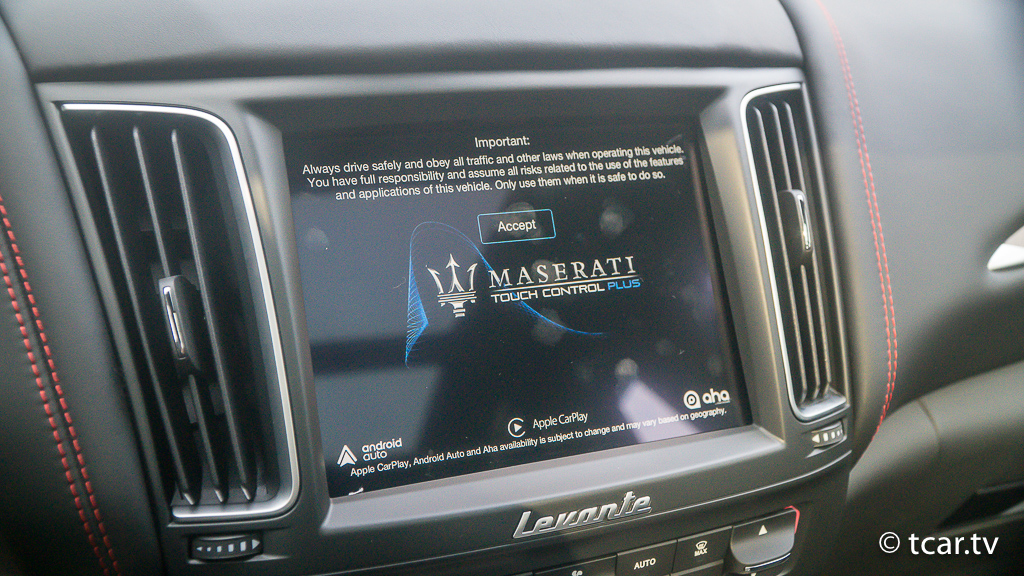 Important:
Always drive safely and obey all traffic and other laws when operating this vehicle.
You have full responsibility and assume all risks related to the use of the features
and applications of this vehicle. Only use them when it is safe to do so.
Accept
MASERATI
TOUCH CONTROL PLUS
aha
Apple CarPlay
android
auto
Apple CarPlay, Android Auto and Aha availability is subject to change and may vary based on geography.
Levante
AUTO
MAX
© tcar.tv